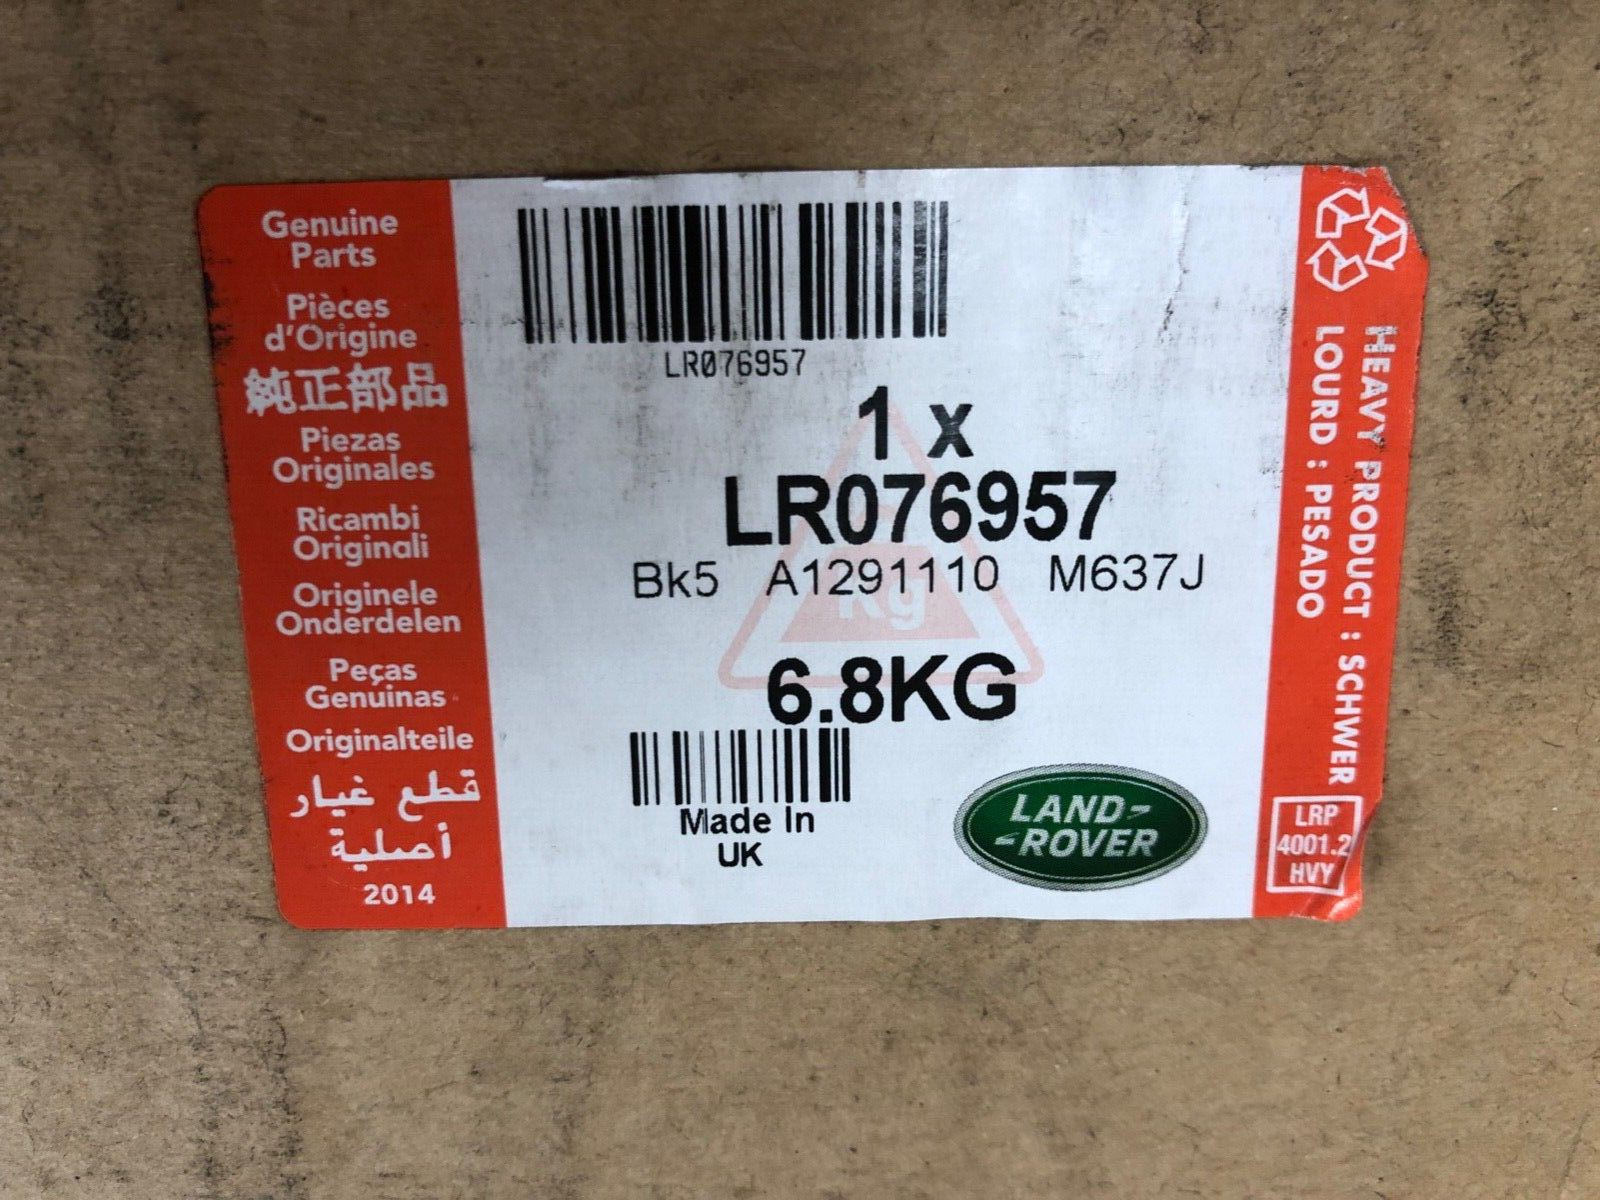 Genuine
Parts
Pièces
d'Origine
純正部品
Piezas
Originales
Ricambi
Originali
Originele
Onderdelen
Peças
Genuinas
Originalteile
قطع غيار
أصلية
2014
LR076957
1 x
LR076957
Bk5 A1291110 M637J
Kg
6.8KG
Made In
UK
LAND-
-ROVER
HEAVY PRODUCT : SCHWER
LOURD : PESADO
LRP
4001.2
HVY